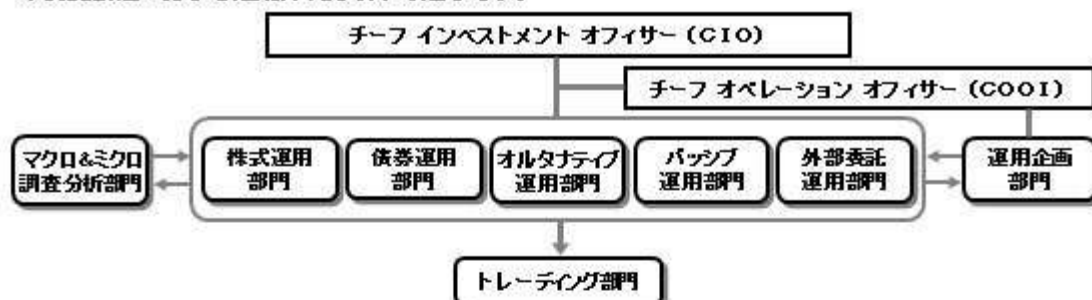 チーフ インベストメント オフィサー (CIO)
チーフ オペレーション オフィサー (COOI)
マクロ&ミクロ
調査分析部門
株式運用
部門
債券運用
部門
オルタナティブ
運用部門
パッシブ
運用部門
外部委託
運用部門
運用企画
部門
トレーディング部門